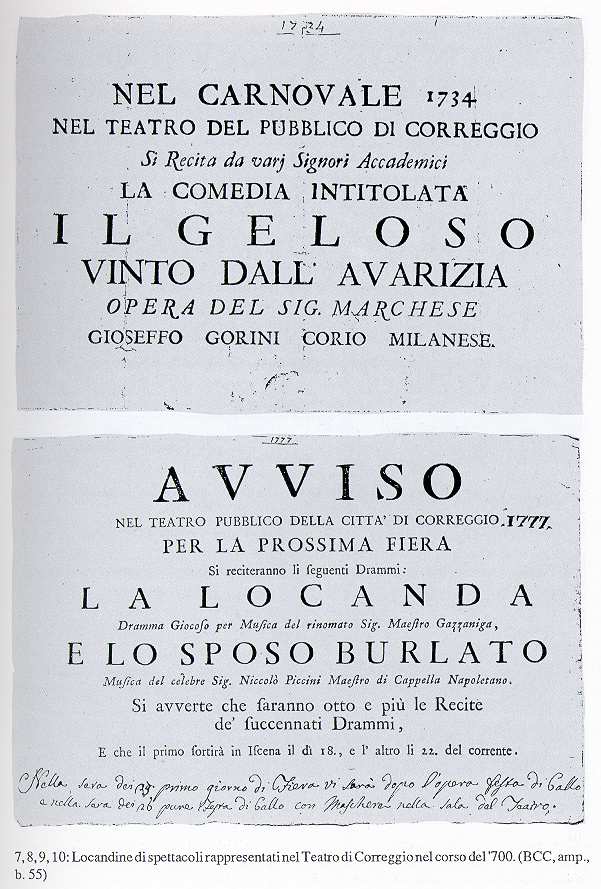 1734
NEL CARNOVALE 1734
NEL TEATRO DEL PUBBLICO DI CORREGGIO
Si Recita da varj Signori Accademici
LA COMEDIA INTITOLATA
IL GELOSO
VINTO DALL' AVARIZIA
OPERA DEL SIG. MARCHESE
GIOSEFFO GORINI CORIO MILANESE.
1777
AVVISO
NEL TEATRO PUBBLICO DELLA CITTA' DI CORREGGIO 1777.
PER LA PROSSIMA FIERA
Si reciteranno li ſeguenti Drammi:
LA LOCANDA
Dramma Giocoſo per Muſica del rinomato Sig. Maeſtro Gazzaniga,
E LO SPOSO BURLATO
Muſica del celebre Sig. Niccolò Piccini Maeſtro di Cappella Napoletano.
Si avverte che ſaranno otto e più le Recite
de' ſuccennati Drammi,
E che il primo ſortirà in Iſcena il dì 18., e l' altro li 22. del corrente.
Nella sera dei primo giorno di Fiera vi sarà dopo l'opera festa di ballo
e nella sera dei pure di ballo con Maschera nella sala del Teatro.
7, 8, 9, 10: Locandine di spettacoli rappresentati nel Teatro di Correggio nel corso del '700. (BCC, amp.,
b. 55)